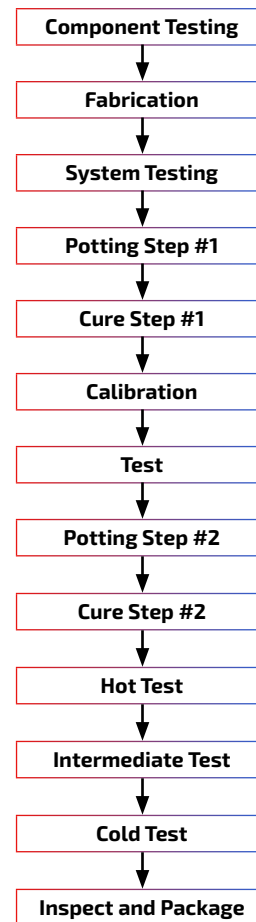 Component Testing
Fabrication
System Testing
Potting Step #1
Cure Step #1
Calibration
Test
Potting Step #2
Cure Step #2
Hot Test
Intermediate Test
Cold Test
Inspect and Package